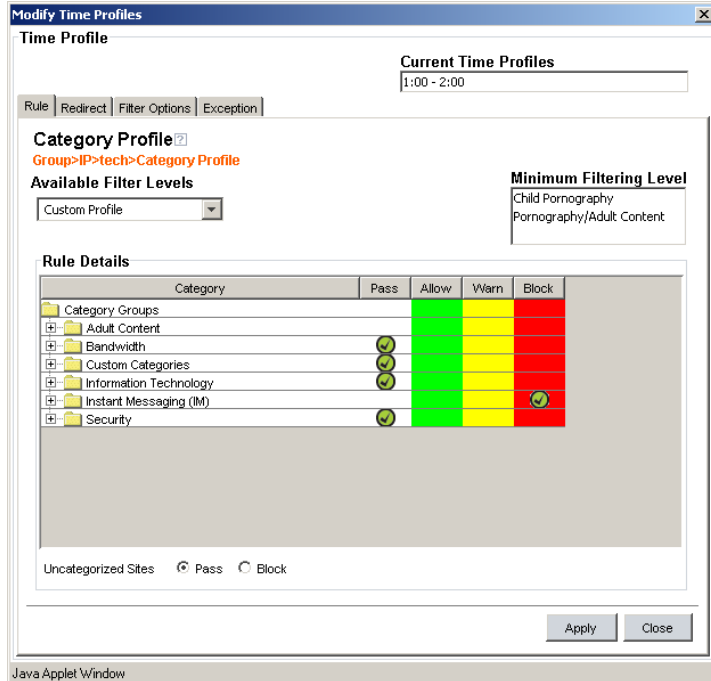 Modify Time Profiles
Time Profile
Current Time Profiles
1:00 - 2:00
Rule Redirect Filter Options Exception
Category Profile?
Group>IP>tech>Category Profile
Available Filter Levels
Minimum Filtering Level
Custom Profile
Child Pornography
Pornography/Adult Content
Rule Details
Category Pass Allow Warn Block
Category Groups
Adult Content
Bandwidth
Custom Categories
Information Technology
Instant Messaging (IM)
Security
Uncategorized Sites Pass Block
Apply Close
Java Applet Window